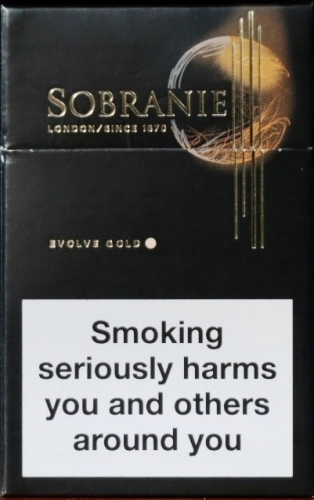 SOBRANIE
LONDON/SINCE 1879
EVOLVE GOLD
Smoking
seriously harms
you and others
around you